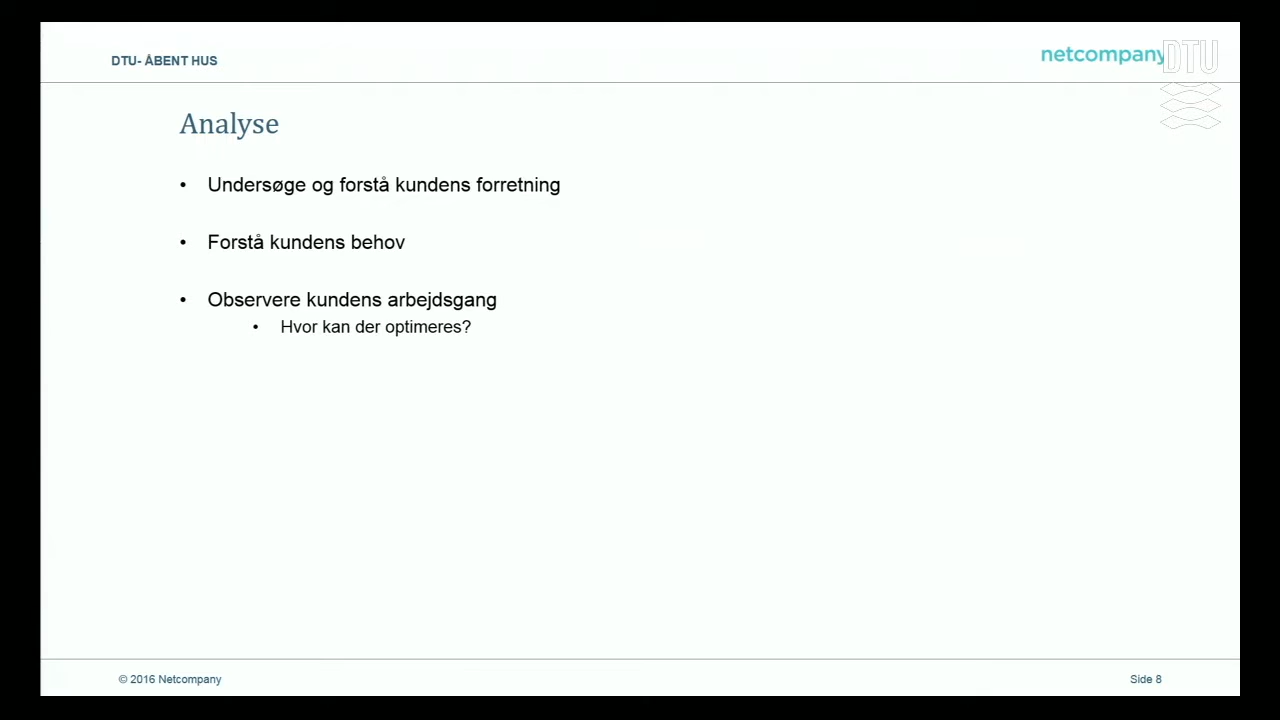 DTU- ÅBENT HUS
netcompany
DTU
Analyse
• Undersøge og forstå kundens forretning
• Forstå kundens behov
• Observere kundens arbejdsgang
• Hvor kan der optimeres?
© 2016 Netcompany
Side 8